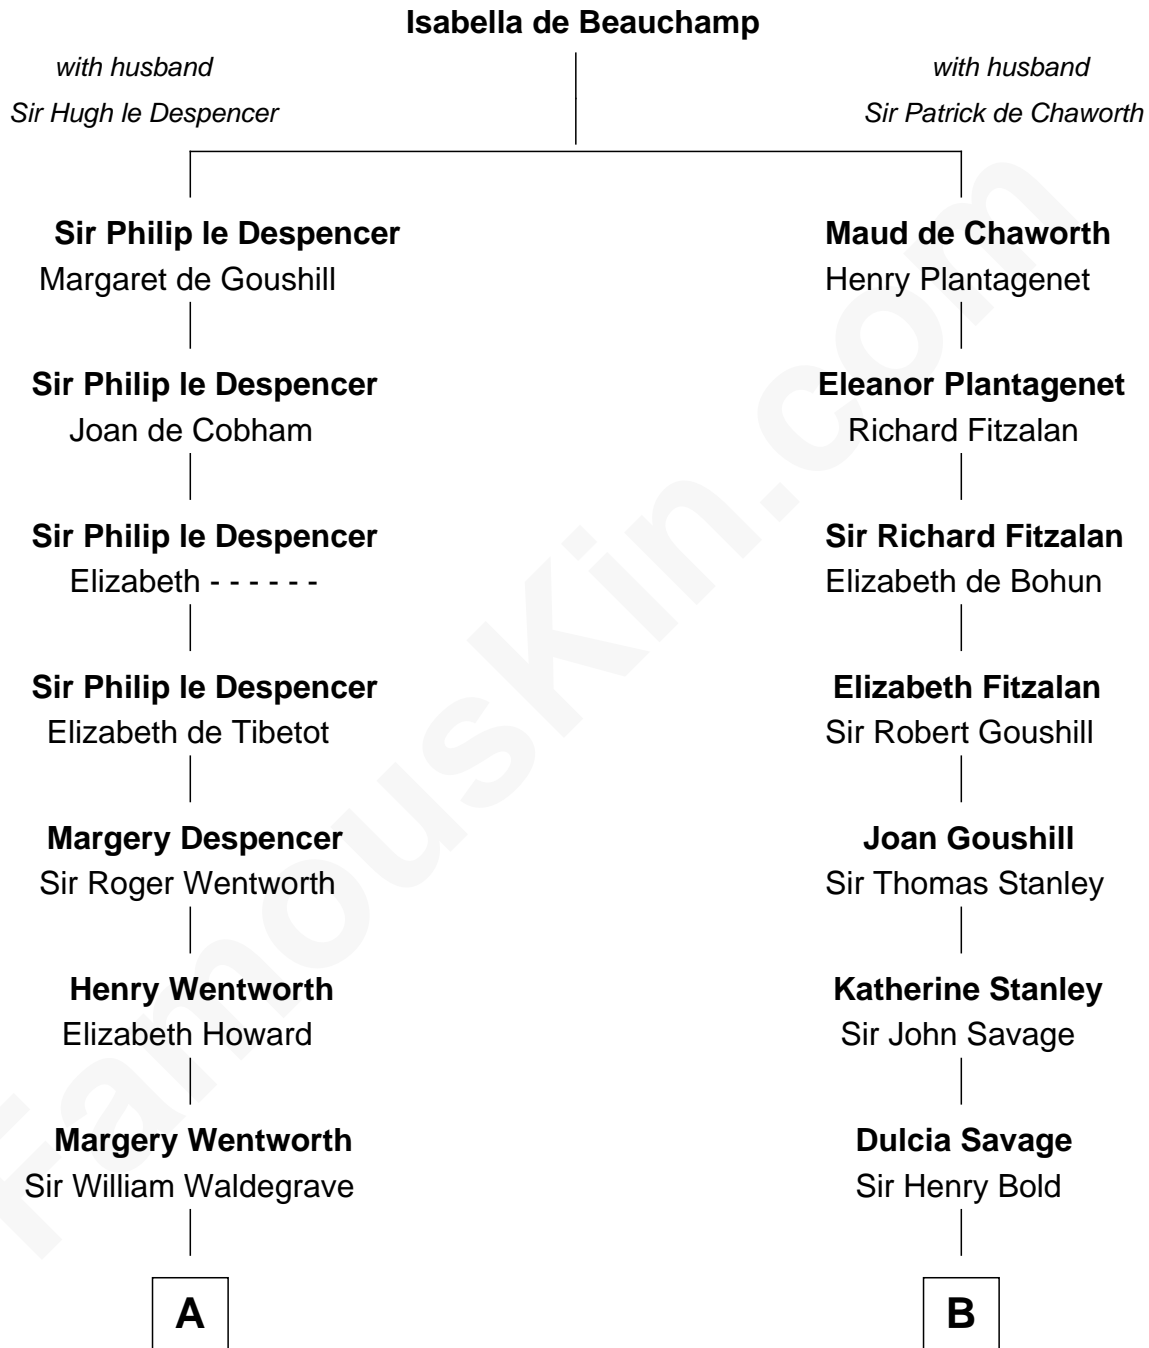 Isabella de Beauchamp
with husband
Sir Hugh le Despencer
with husband
Sir Patrick de Chaworth
Sir Philip le Despencer
Margaret de Goushill
Maud de Chaworth
Henry Plantagenet
Sir Philip le Despencer
Joan de Cobham
Eleanor Plantagenet
Richard Fitzalan
Sir Philip le Despencer
Elizabeth - - - - - -
Sir Richard Fitzalan
Elizabeth de Bohun
Sir Philip le Despencer
Elizabeth de Tibetot
Elizabeth Fitzalan
Sir Robert Goushill
Margery Despencer
Sir Roger Wentworth
Joan Goushill
Sir Thomas Stanley
Henry Wentworth
Elizabeth Howard
Katherine Stanley
Sir John Savage
Margery Wentworth
Sir William Waldegrave
Dulcia Savage
Sir Henry Bold
A
B
FamousKin.com